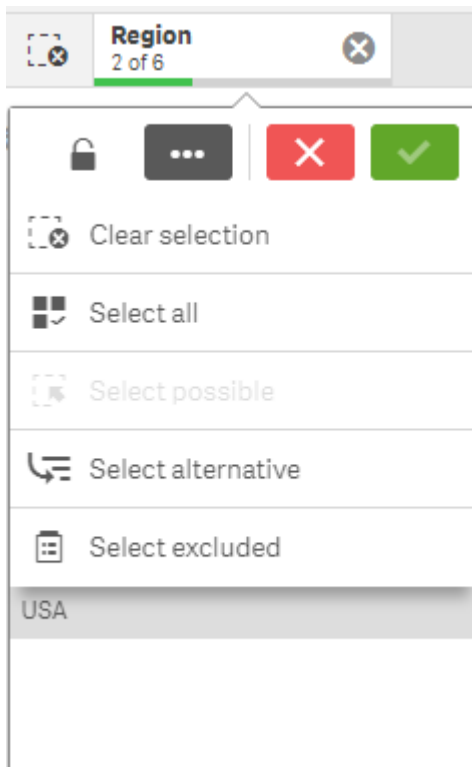 Region
2 of 6
Clear selection
Select all
Select possible
Select alternative
Select excluded
USA